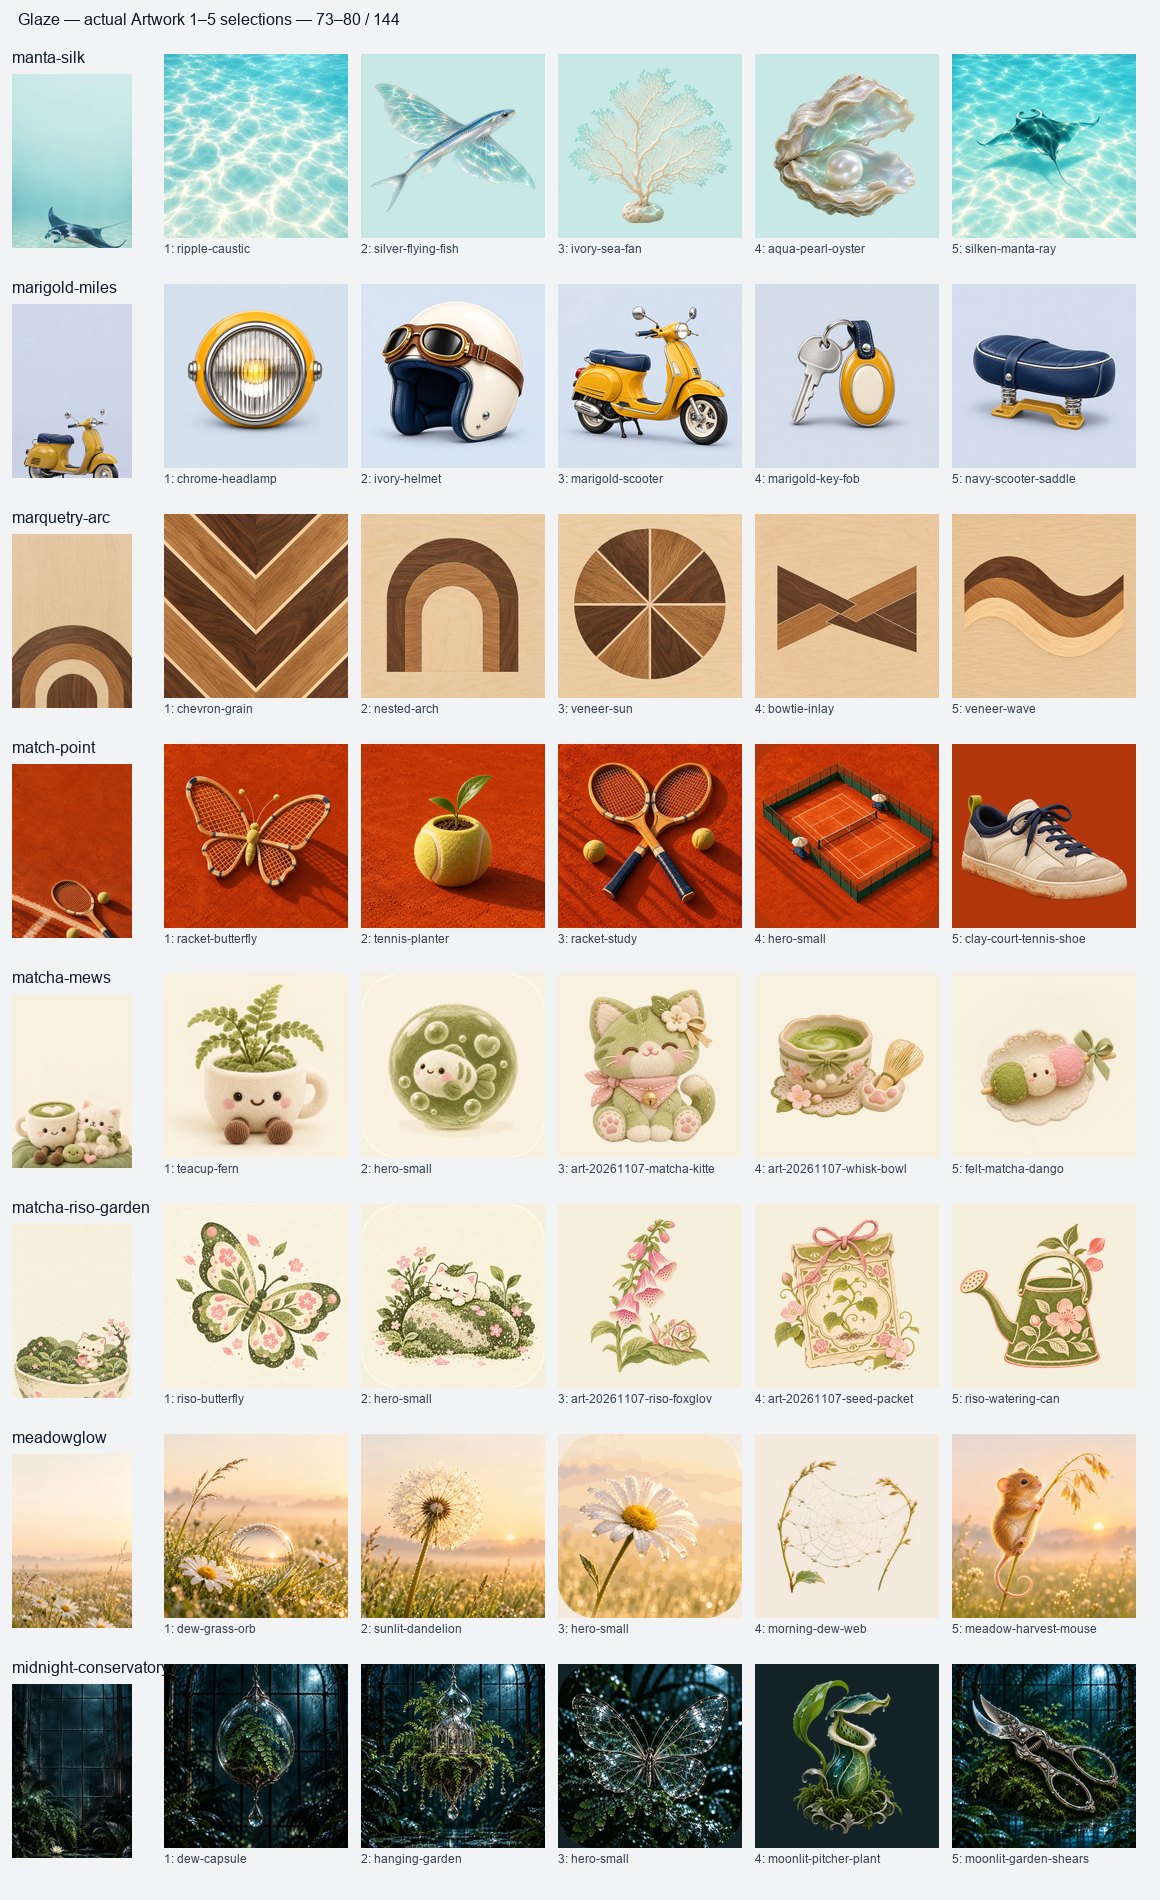 Glaze — actual Artwork 1–5 selections — 73–80 / 144
manta-silk
1: ripple-caustic
2: silver-flying-fish
3: ivory-sea-fan
4: aqua-pearl-oyster
5: silken-manta-ray
marigold-miles
1: chrome-headlamp
2: ivory-helmet
3: marigold-scooter
4: marigold-key-fob
5: navy-scooter-saddle
marquetry-arc
1: chevron-grain
2: nested-arch
3: veneer-sun
4: bowtie-inlay
5: veneer-wave
match-point
1: racket-butterfly
2: tennis-planter
3: racket-study
4: hero-small
5: clay-court-tennis-shoe
matcha-mews
1: teacup-fern
2: hero-small
3: art-20261107-matcha-kitte
4: art-20261107-whisk-bowl
5: felt-matcha-dango
matcha-riso-garden
1: riso-butterfly
2: hero-small
3: art-20261107-riso-foxglov
4: art-20261107-seed-packet
5: riso-watering-can
meadowglow
1: dew-grass-orb
2: sunlit-dandelion
3: hero-small
4: morning-dew-web
5: meadow-harvest-mouse
midnight-conservatory
1: dew-capsule
2: hanging-garden
3: hero-small
4: moonlit-pitcher-plant
5: moonlit-garden-shears